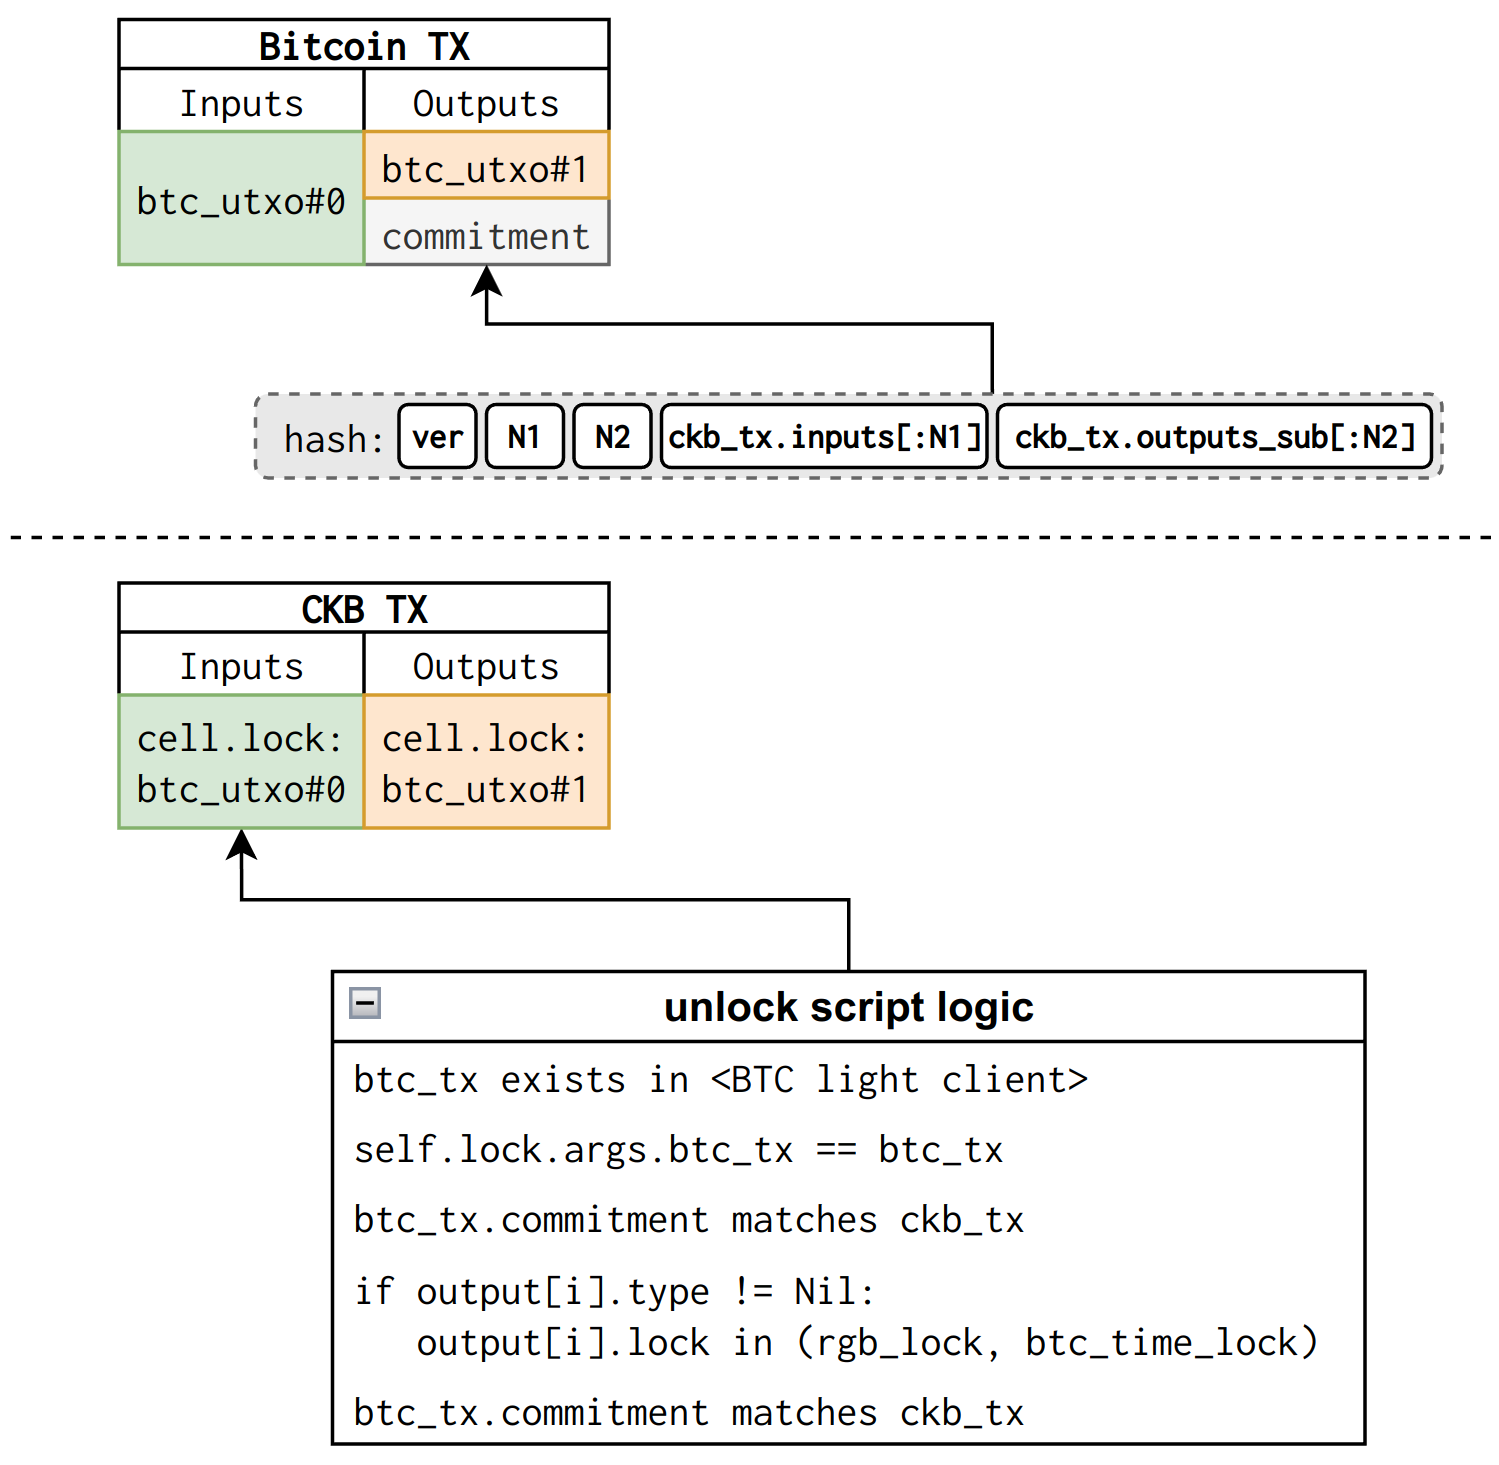 Bitcoin TX
Inputs Outputs
btc_utxo#0
btc_utxo#1
commitment
hash: ver N1 N2 ckb_tx.inputs[:N1] ckb_tx.outputs_sub[:N2]
CKB TX
Inputs Outputs
cell.lock: cell.lock:
btc_utxo#0 btc_utxo#1
unlock script logic
btc_tx exists in <BTC light client>
self.lock.args.btc_tx == btc_tx
btc_tx.commitment matches ckb_tx
if output[i].type != Nil:
output[i].lock in (rgb_lock, btc_time_lock)
btc_tx.commitment matches ckb_tx